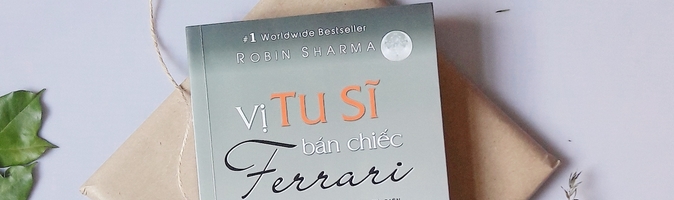 #1 Worldwide Bestseller
ROBIN SHARMA
Vị TU SĨ
bán chiếc
Ferrari